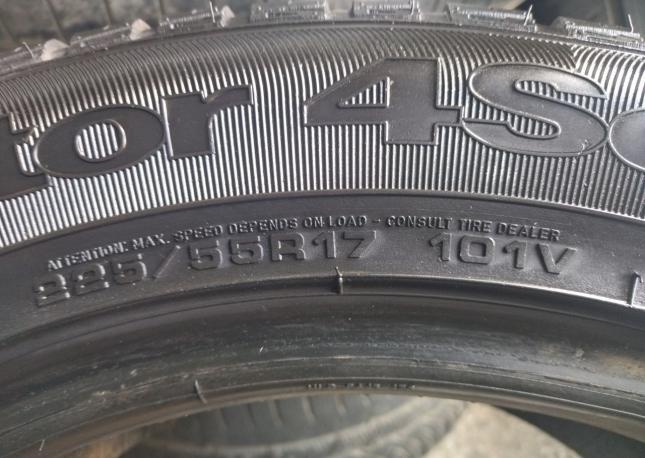 tor 4S
ATTENTION: MAX. SPEED DEPENDS ON LOAD - CONSULT TIRE DEALER
225/55R17 101V